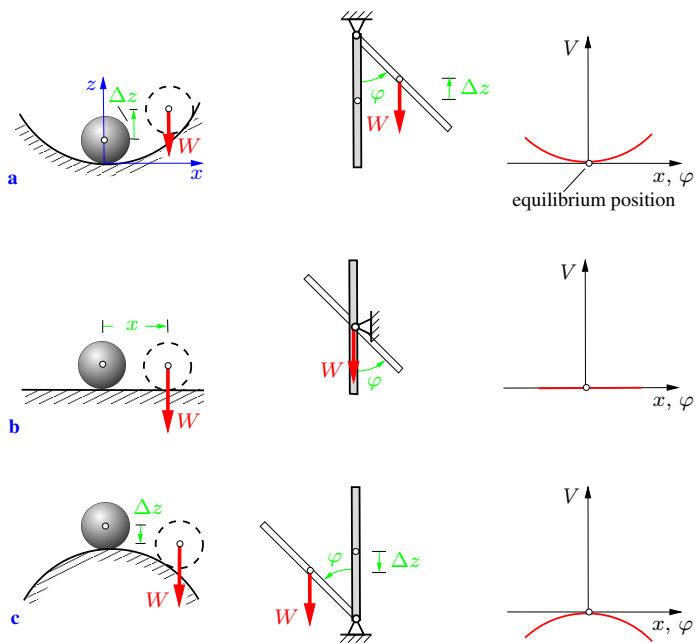 z
Δz
W
x
a
φ
W
Δz
V
x, φ
equilibrium position
x
W
b
W
φ
V
x, φ
Δz
W
c
φ
W
Δz
V
x, φ